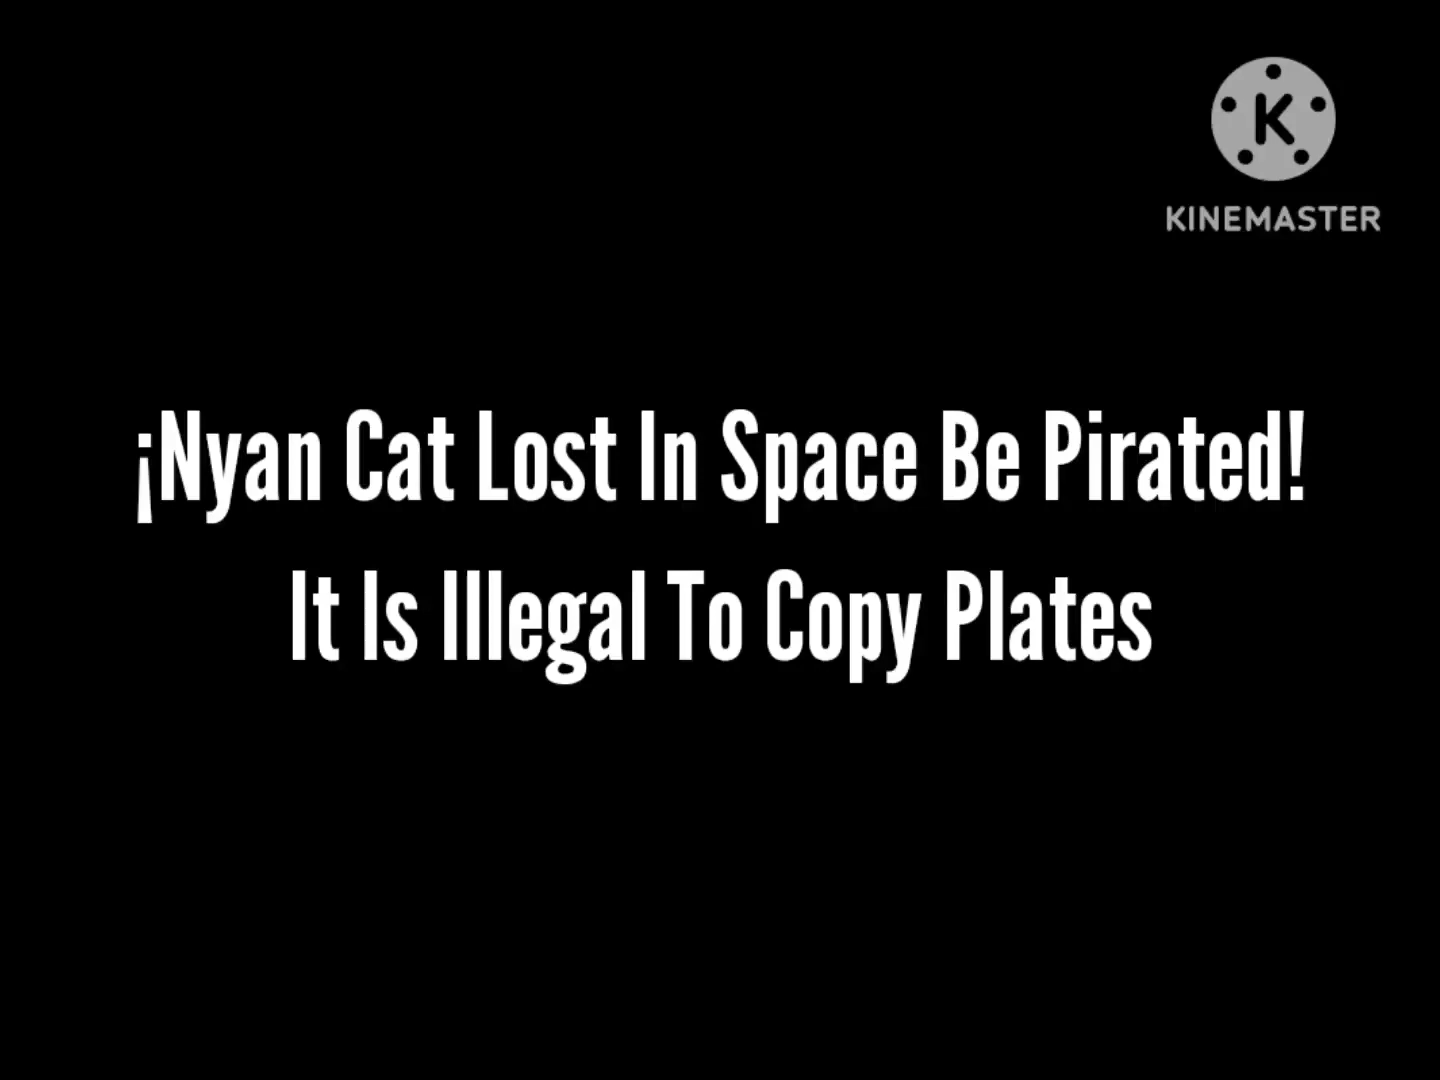 K
KINEMASTER
¡Nyan Cat Lost In Space Be Pirated!
It Is Illegal To Copy Plates